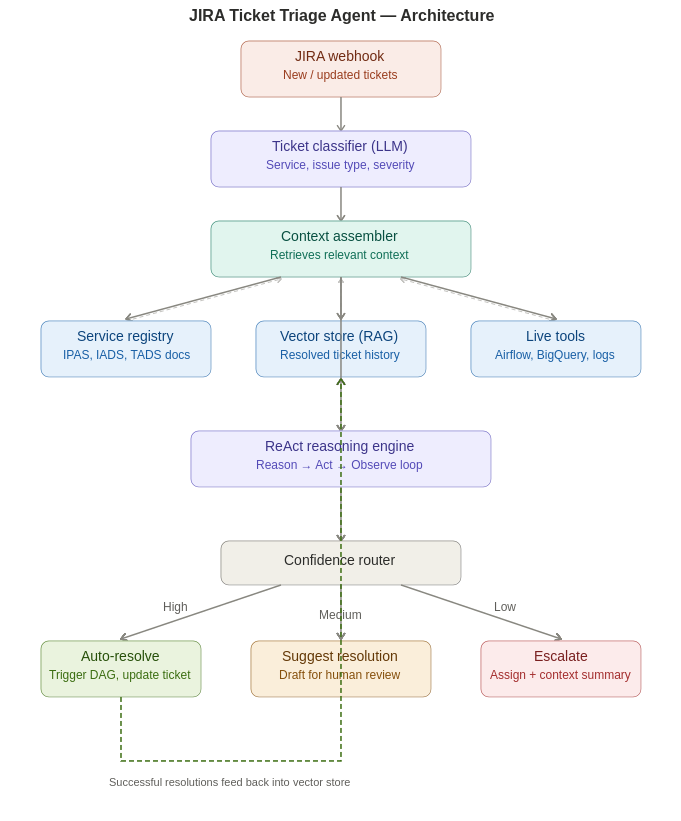 JIRA Ticket Triage Agent — Architecture
JIRA webhook
New / updated tickets
Ticket classifier (LLM)
Service, issue type, severity
Context assembler
Retrieves relevant context
Service registry
IPAS, IADS, TADS docs
Vector store (RAG)
Resolved ticket history
Live tools
Airflow, BigQuery, logs
ReAct reasoning engine
Reason → Act → Observe loop
Confidence router
High
Medium
Low
Auto-resolve
Trigger DAG, update ticket
Suggest resolution
Draft for human review
Escalate
Assign + context summary
Successful resolutions feed back into vector store